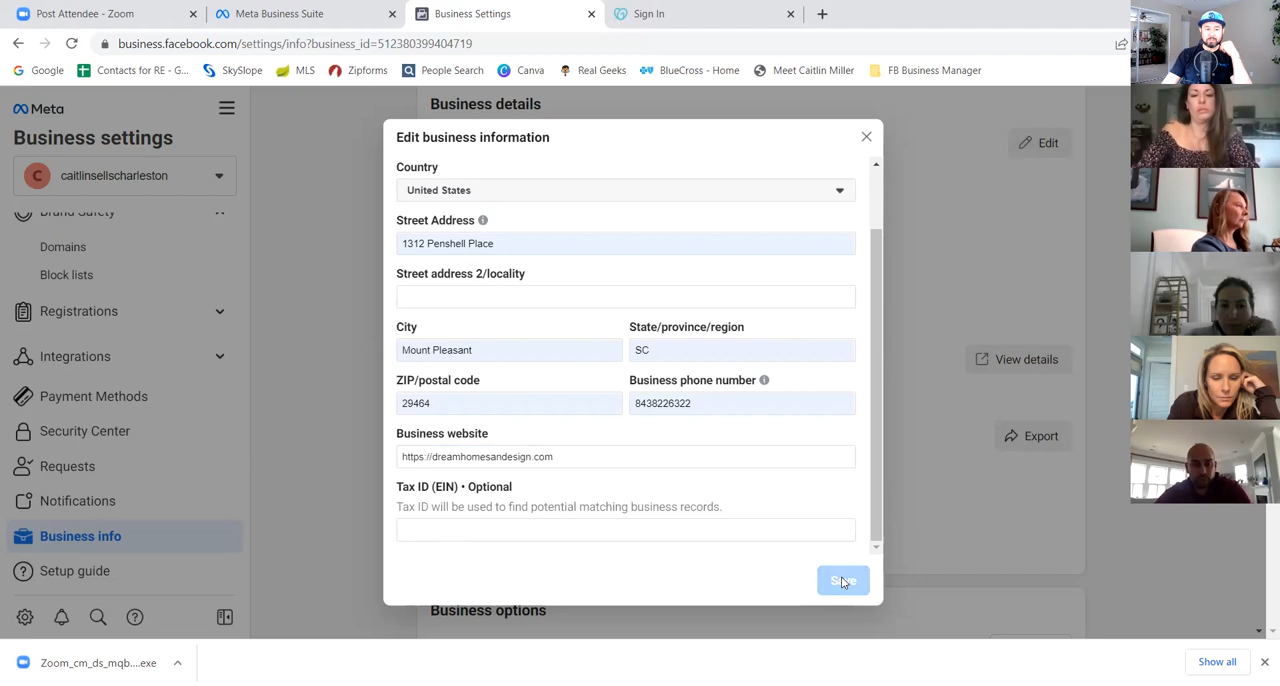 Post Attendee - Zoom
Meta Business Suite
Business Settings
Sign In
business.facebook.com/settings/info?business_id=512380399404719
Google
Contacts for RE - G...
SkySlope
MLS
Zipforms
People Search
Canva
Real Geeks
BlueCross - Home
Meet Caitlin Miller
FB Business Manager
Meta
Business settings
C caitlinsellscharleston
Brand Safety
Domains
Block lists
Registrations
Integrations
Payment Methods
Security Center
Requests
Notifications
Business info
Setup guide
Business details
Edit
View details
Export
Business options
Edit business information
Country
United States
Street Address
1312 Penshell Place
Street address 2/locality
City
State/province/region
Mount Pleasant
SC
ZIP/postal code
Business phone number
29464
8438226322
Business website
https://dreamhomesandesign.com
Tax ID (EIN) • Optional
Tax ID will be used to find potential matching business records.
Save
Zoom_cm_ds_mqb....exe
Show all